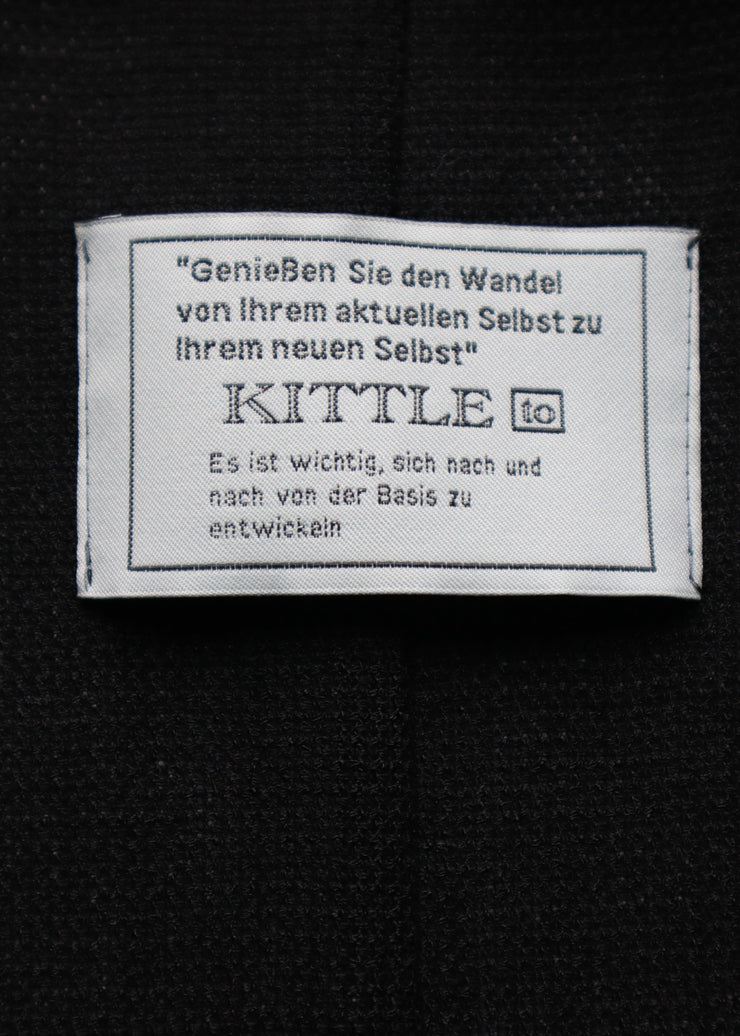 "Genießen Sie den Wandel
von Ihrem aktuellen Selbst zu
Ihrem neuen Selbst"
KITTLE to
Es ist wichtig, sich nach und
nach von der Basis zu
entwickeln